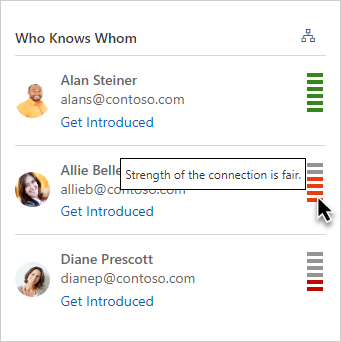 Who Knows Whom
Alan Steiner
alans@contoso.com
Get Introduced
Allie Belle
Strength of the connection is fair.
allieb@contoso.com
Get Introduced
Diane Prescott
dianep@contoso.com
Get Introduced